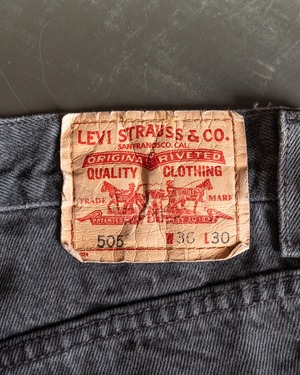 LEVI STRAUSS & CO.
SAN FRANCISCO, CAL.
ORIGINAL RIVETED
QUALITY CLOTHING
TRADE MARK
505 W 36 L 30